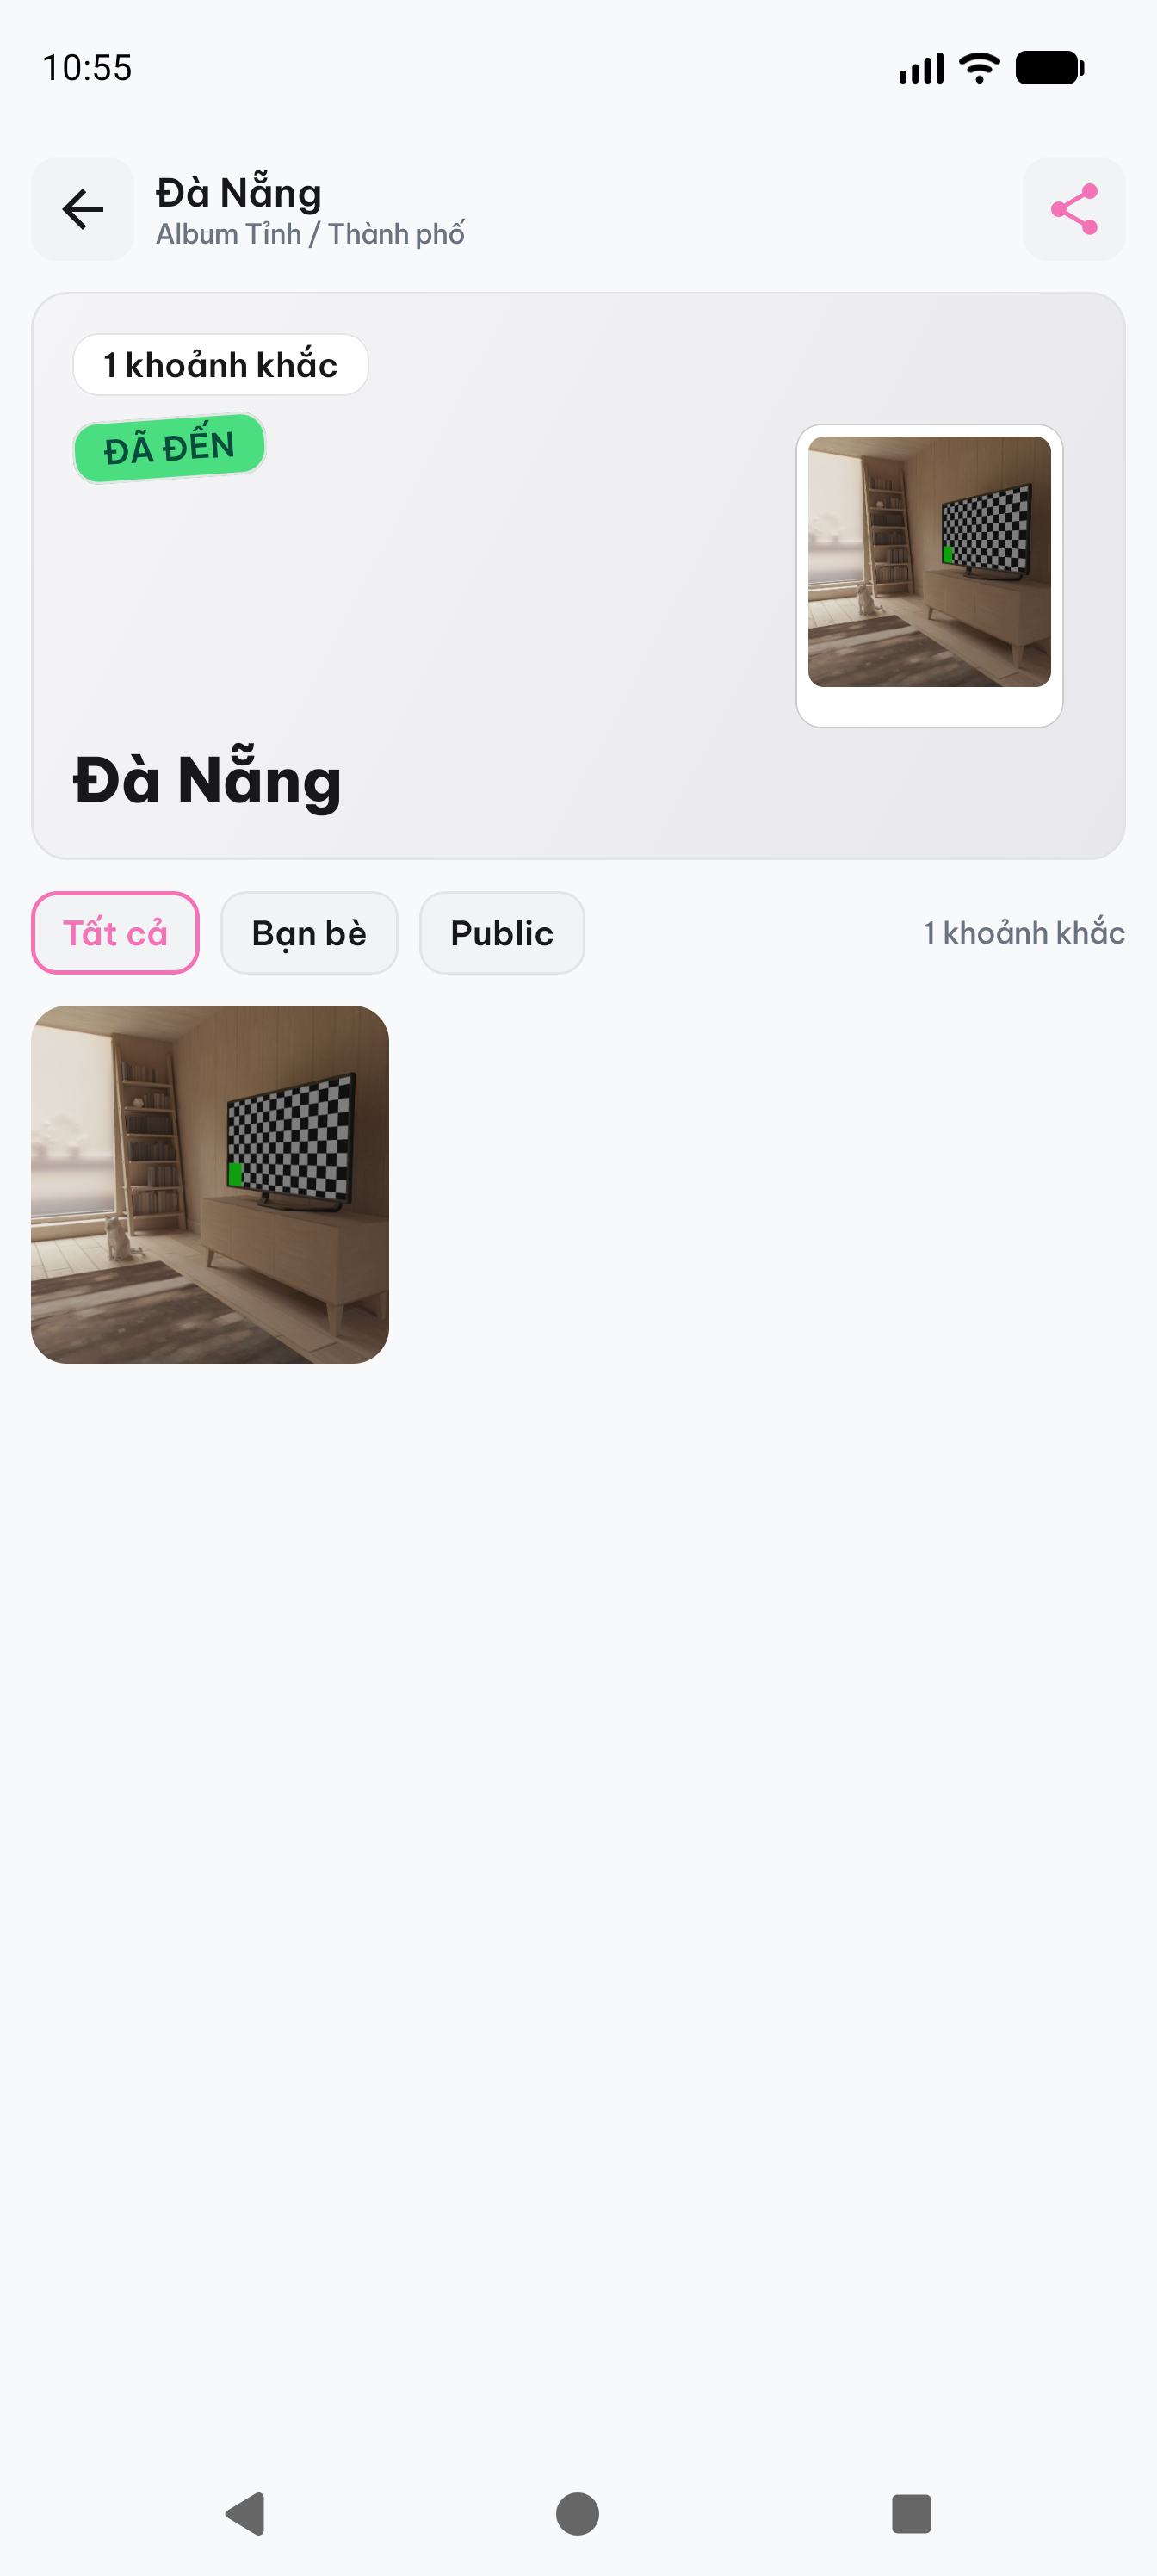 10:55
Đà Nẵng
Album Tỉnh / Thành phố
1 khoảnh khắc
ĐÃ ĐẾN
Đà Nẵng
Tất cả
Bạn bè
Public
1 khoảnh khắc